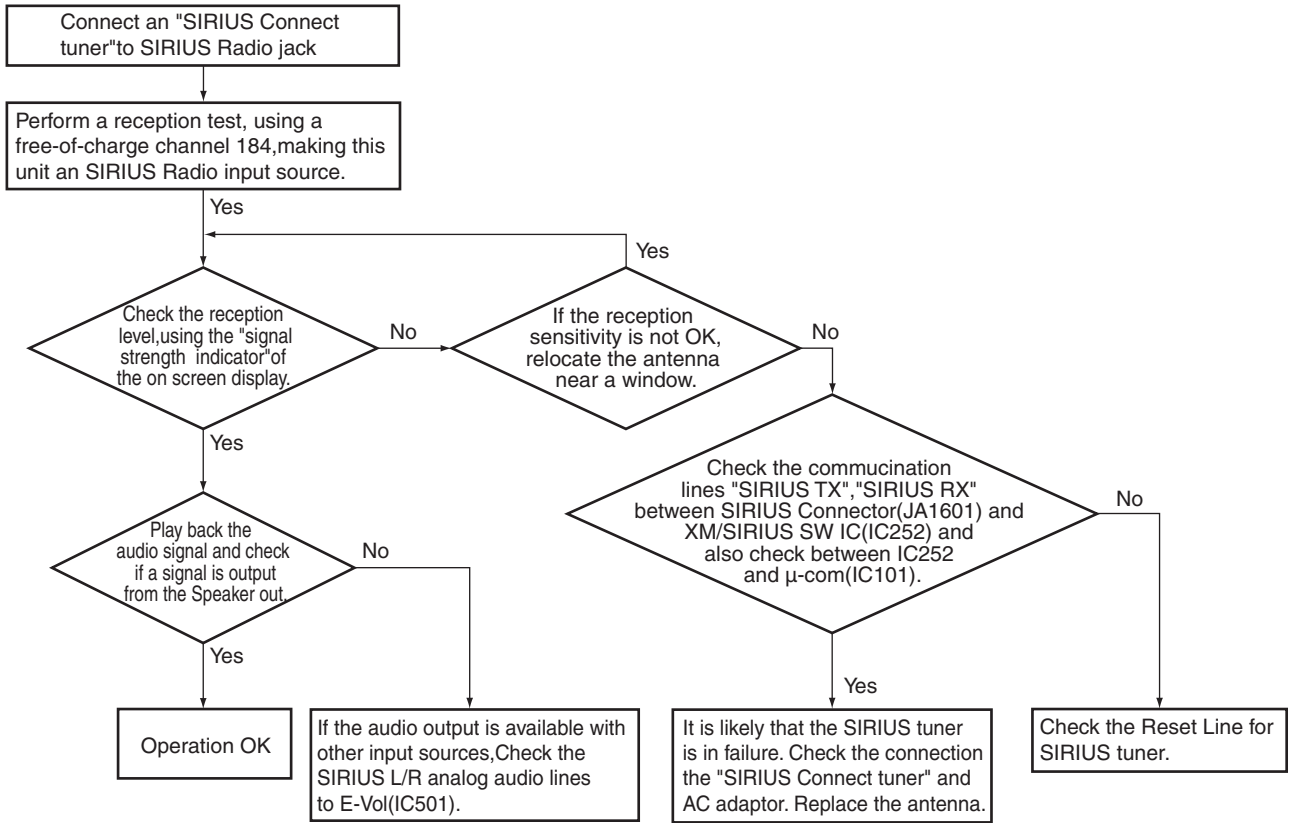 Connect an "SIRIUS Connect
tuner"to SIRIUS Radio jack
Perform a reception test, using a
free-of-charge channel 184,making this
unit an SIRIUS Radio input source.
Yes
Yes
Check the reception
level,using the "signal
strength indicator"of
the on screen display.
No
If the reception
sensitivity is not OK,
relocate the antenna
near a window.
No
Yes
Check the commucination
lines "SIRIUS TX","SIRIUS RX"
between SIRIUS Connector(JA1601) and
XM/SIRIUS SW IC(IC252) and
also check between IC252
and µ-com(IC101).
No
Play back the
audio signal and check
if a signal is output
from the Speaker out.
No
Yes
Yes
Operation OK
If the audio output is available with
other input sources,Check the
SIRIUS L/R analog audio lines
to E-Vol(IC501).
It is likely that the SIRIUS tuner
is in failure. Check the connection
the "SIRIUS Connect tuner" and
AC adaptor. Replace the antenna.
Check the Reset Line for
SIRIUS tuner.